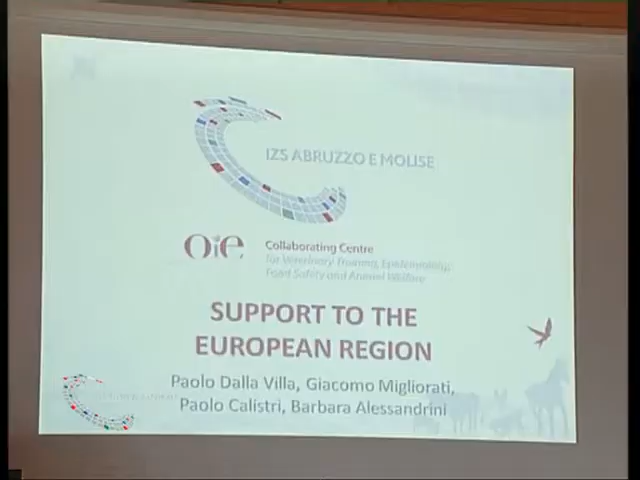 IZS ABRUZZO E MOLISE
OiE
Collaborating Centre
for Veterinary Training, Epidemiology,
Food Safety and Animal Welfare
SUPPORT TO THE
EUROPEAN REGION
Paolo Dalla Villa, Giacomo Migliorati,
Paolo Calistri, Barbara Alessandrini